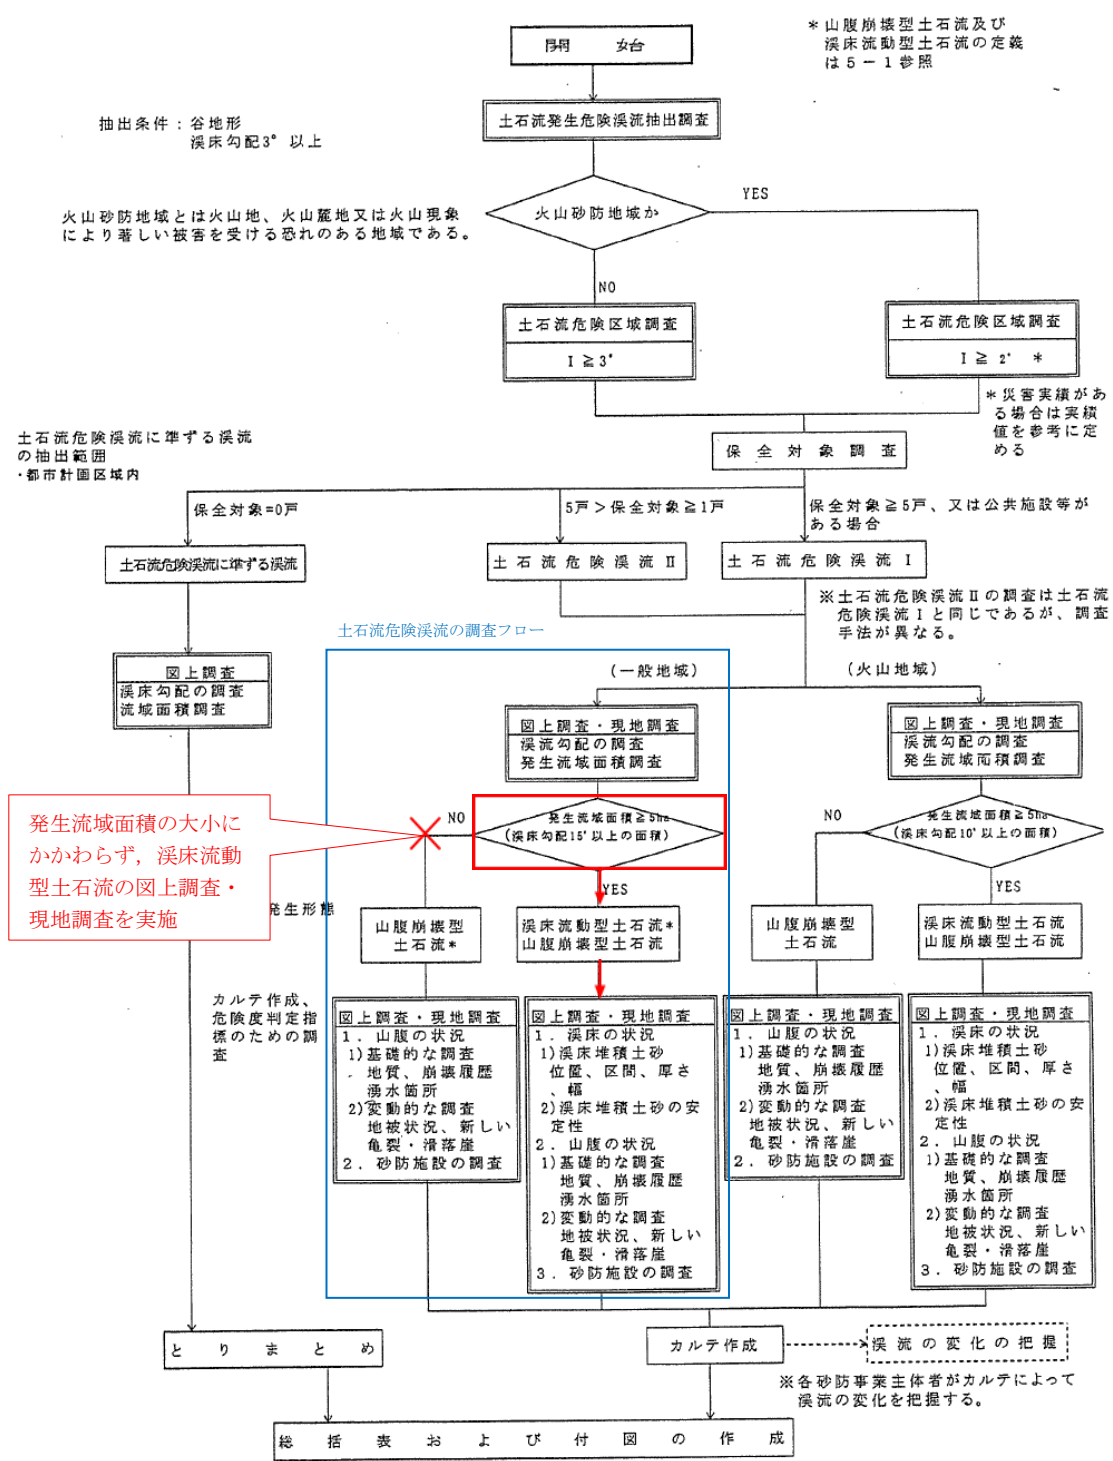 開 始
＊山腹崩壊型土石流及び
渓床流動型土石流の定義
は5－1参照
土石流発生危険渓流抽出調査
抽出条件：谷地形
渓床勾配3°以上
火山砂防地域か
YES
火山砂防地域とは火山地、火山麓地又は火山現象
により著しい被害を受ける恐れのある地域である。
NO
土石流危険区域調査
I ≧ 3°
土石流危険区域調査
I ≧ 2° ＊
＊災害実績があ
る場合は実績
値を参考に定
める
土石流危険渓流に準ずる渓流
の抽出範囲
・都市計画区域内
保 全 対 象 調 査
保全対象=0戸
5戸＞保全対象≧1戸
保全対象≧5戸、又は公共施設等が
ある場合
土石流危険渓流に準ずる渓流
土 石 流 危 険 渓 流 Ⅱ
土 石 流 危 険 渓 流 Ⅰ
※土石流危険渓流Ⅱの調査は土石流
危険渓流Ⅰと同じであるが、調査
手法が異なる。
土石流危険渓流の調査フロー
図上調査
渓床勾配の調査
流域面積調査
(一般地域)
(火山地域)
図上調査・現地調査
渓流勾配の調査
発生流域面積調査
図上調査・現地調査
渓流勾配の調査
発生流域面積調査
発生流域面積の大小に
かかわらず，渓床流動
型土石流の図上調査・
現地調査を実施
NO
発生流域面積≧5ha
(渓床勾配15°以上の面積)
YES
NO
発生流域面積≧5ha
(渓床勾配10°以上の面積)
YES
発生形態
山腹崩壊型
土石流＊
渓床流動型土石流＊
山腹崩壊型土石流
山腹崩壊型
土石流
渓床流動型土石流
山腹崩壊型土石流
カルテ作成、
危険度判定指
標のための調
査
図上調査・現地調査
1．山腹の状況
1)基礎的な調査
地質、崩壊履歴
湧水箇所
2)変動的な調査
地被状況、新しい
亀裂・滑落崖
2．砂防施設の調査
図上調査・現地調査
1．渓床の状況
1)渓床堆積土砂
位置、区間、厚さ
、幅
2)渓床堆積土砂の安
定性
2．山腹の状況
1)基礎的な調査
地質、崩壊履歴
湧水箇所
2)変動的な調査
地被状況、新しい
亀裂・滑落崖
3．砂防施設の調査
図上調査・現地調査
1．山腹の状況
1)基礎的な調査
地質、崩壊履歴
湧水箇所
2)変動的な調査
地被状況、新しい
亀裂・滑落崖
2．砂防施設の調査
図上調査・現地調査
1．渓床の状況
1)渓床堆積土砂
位置、区間、厚さ
、幅
2)渓床堆積土砂の安
定性
2．山腹の状況
1)基礎的な調査
地質、崩壊履歴
湧水箇所
2)変動的な調査
地被状況、新しい
亀裂・滑落崖
3．砂防施設の調査
と り ま と め
カルテ作成
渓流の変化の把握
※各砂防事業主体者がカルテによって
渓流の変化を把握する。
総 括 表 お よ び 付 図 の 作 成